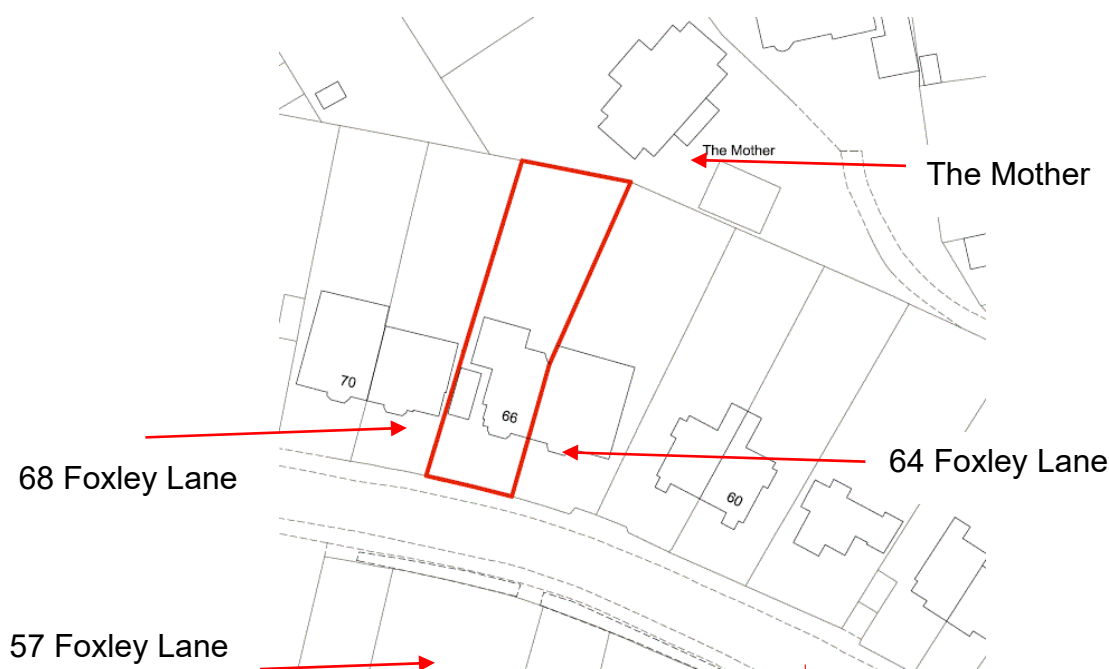 The Mother
The Mother
70
66
68 Foxley Lane
64 Foxley Lane
60
57 Foxley Lane